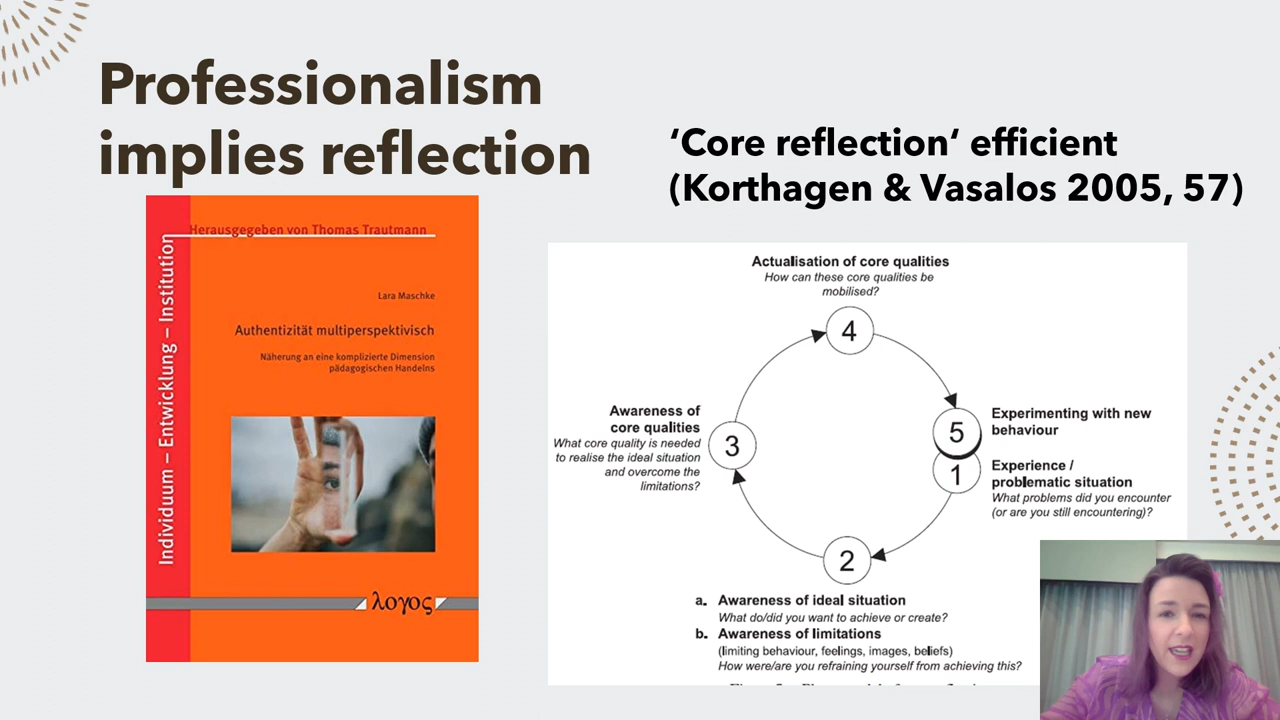 Professionalism
implies reflection
‘Core reflection‘ efficient
(Korthagen & Vasalos 2005, 57)
Individuum – Entwicklung – Institution
Herausgegeben von Thomas Trautmann
Lara Maschke
Authentizität multiperspektivisch
Näherung an eine komplizierte Dimension
pädagogischen Handelns
λογος
Actualisation of core qualities
How can these core qualities be
mobilised?
4
Awareness of
core qualities
What core quality is needed
to realise the ideal situation
and overcome the
limitations?
3
5
Experimenting with new
behaviour
1
Experience /
problematic situation
What problems did you encounter
(or are you still encountering)?
2
a. Awareness of ideal situation
What do/did you want to achieve or create?
b. Awareness of limitations
(limiting behaviour, feelings, images, beliefs)
How were/are you refraining yourself from achieving this?